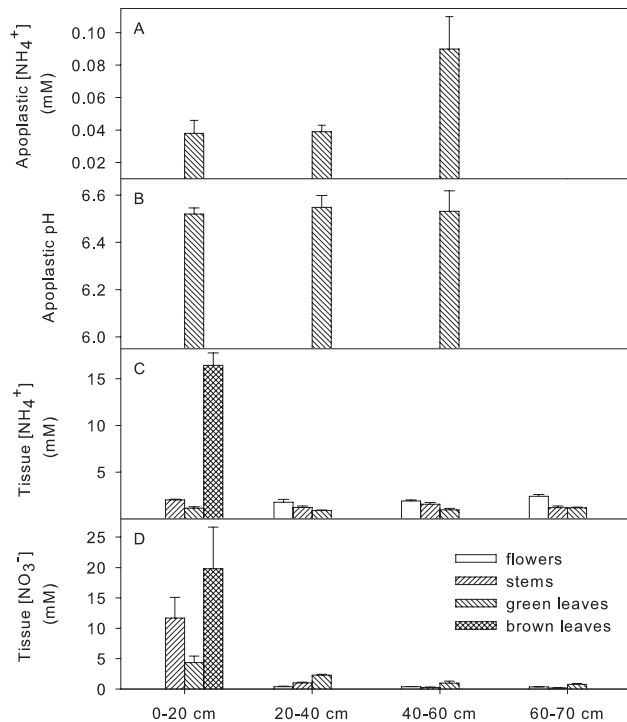 A
Apoplastic [NH₄⁺]
(mM)
0.10
0.08
0.06
0.04
0.02
B
Apoplastic pH
6.6
6.4
6.2
6.0
C
Tissue [NH₄⁺]
(mM)
15
10
5
D
Tissue [NO₃⁻]
(mM)
25
20
15
10
5
0
flowers
stems
green leaves
brown leaves
0-20 cm
20-40 cm
40-60 cm
60-70 cm